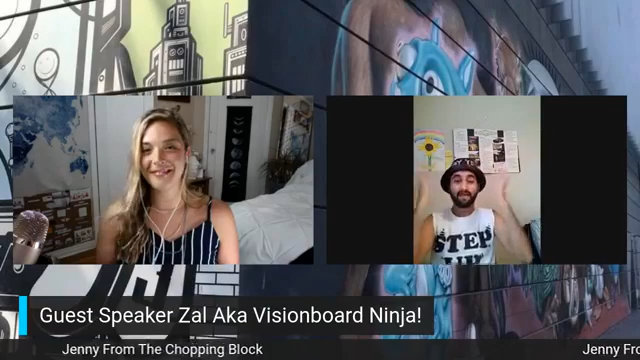 STEP
Guest Speaker Zal Aka Visionboard Ninja!
Jenny From The Chopping Block
Jenny Fro